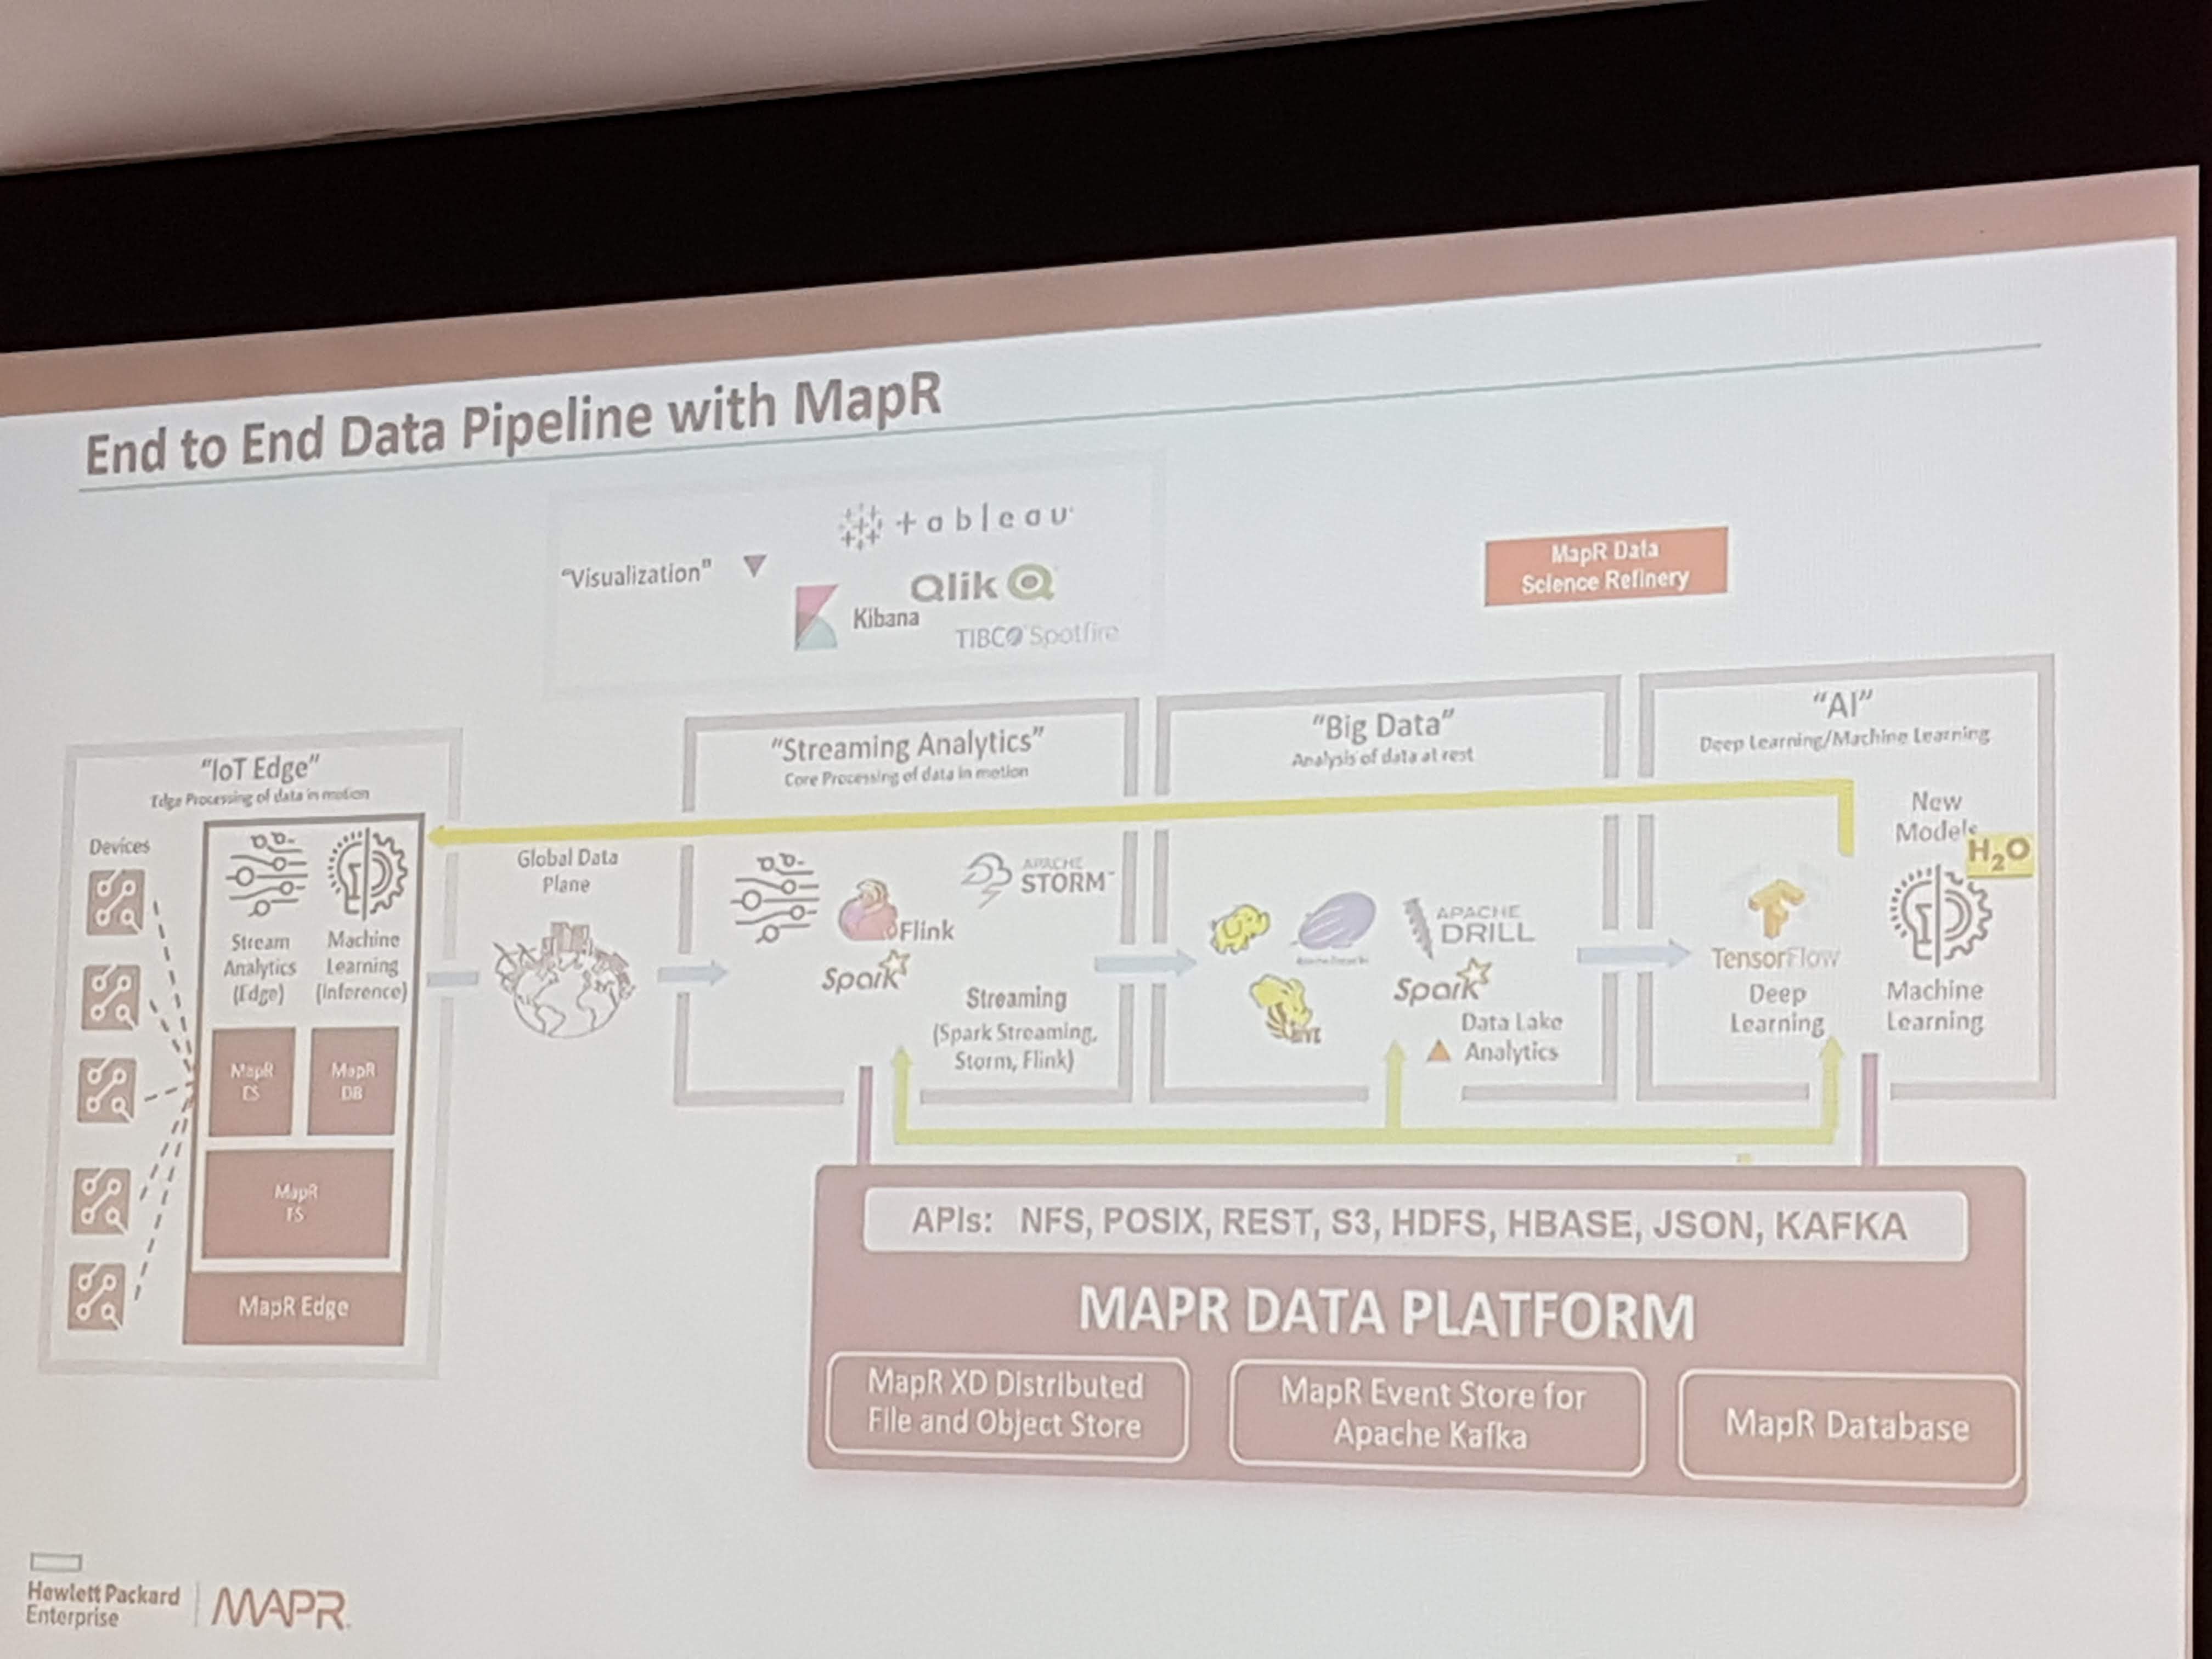 End to End Data Pipeline with MapR
"Visualization"
tableau
Qlik
Kibana
TIBCO Spotfire
MapR Data
Science Refinery
"IoT Edge"
Edge Processing of data in motion
Devices
Stream
Analytics
(Edge)
Machine
Learning
(Inference)
MapR
ES
MapR
DB
MapR
FS
MapR Edge
Global Data
Plane
"Streaming Analytics"
Core Processing of data in motion
APACHE
STORM™
Flink
Spark
Streaming
(Spark Streaming,
Storm, Flink)
"Big Data"
Analysis of data at rest
APACHE
DRILL
Spark
Data Lake
Analytics
"AI"
Deep Learning/Machine Learning
New
Models
H2O
TensorFlow
Deep
Learning
Machine
Learning
APIs: NFS, POSIX, REST, S3, HDFS, HBASE, JSON, KAFKA
MAPR DATA PLATFORM
MapR XD Distributed
File and Object Store
MapR Event Store for
Apache Kafka
MapR Database
Hewlett Packard
Enterprise
MAPR